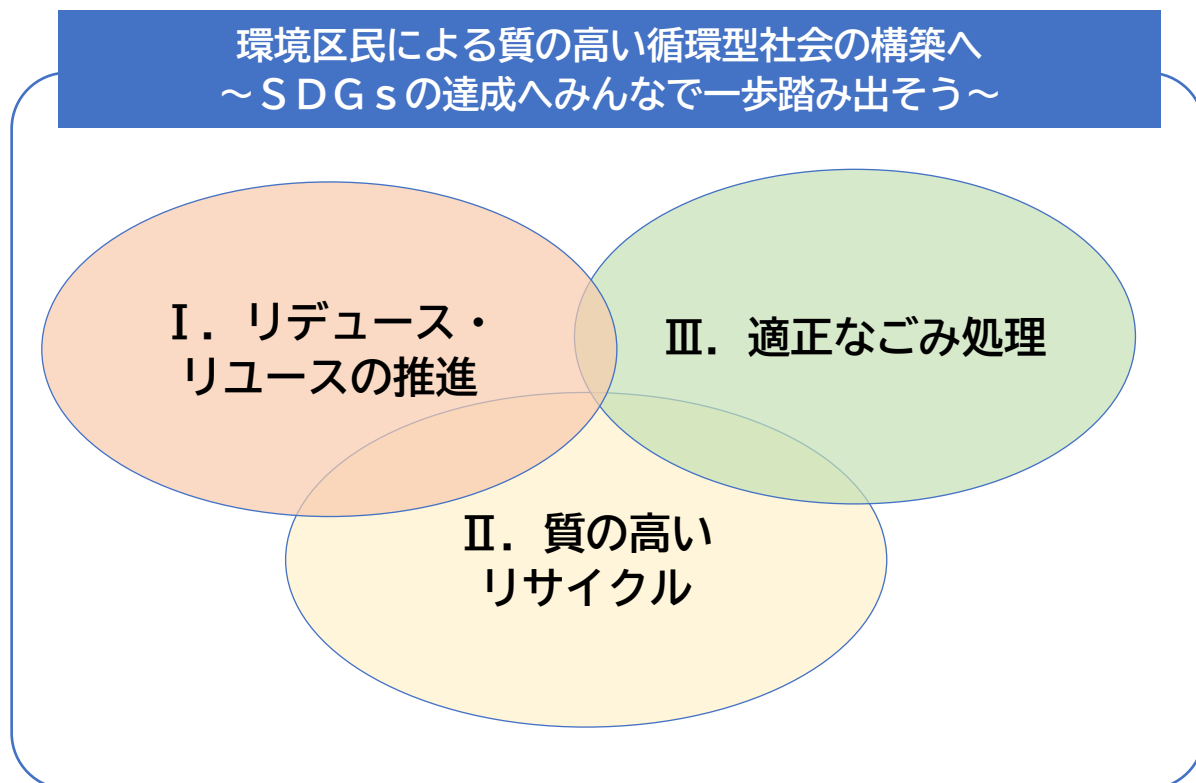 環境区民による質の高い循環型社会の構築へ
～ＳＤＧｓの達成へみんなで一歩踏み出そう～
Ⅰ．リデュース・
リユースの推進
Ⅲ．適正なごみ処理
Ⅱ．質の高い
リサイクル